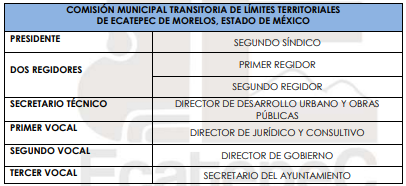 COMISIÓN MUNICIPAL TRANSITORIA DE LÍMITES TERRITORIALES
DE ECATEPEC DE MORELOS, ESTADO DE MÉXICO
PRESIDENTE SEGUNDO SÍNDICO
DOS REGIDORES PRIMER REGIDOR
SEGUNDO REGIDOR
SECRETARIO TÉCNICO DIRECTOR DE DESARROLLO URBANO Y OBRAS
PÚBLICAS
PRIMER VOCAL DIRECTOR DE JURÍDICO Y CONSULTIVO
SEGUNDO VOCAL DIRECTOR DE GOBIERNO
TERCER VOCAL SECRETARIO DEL AYUNTAMIENTO